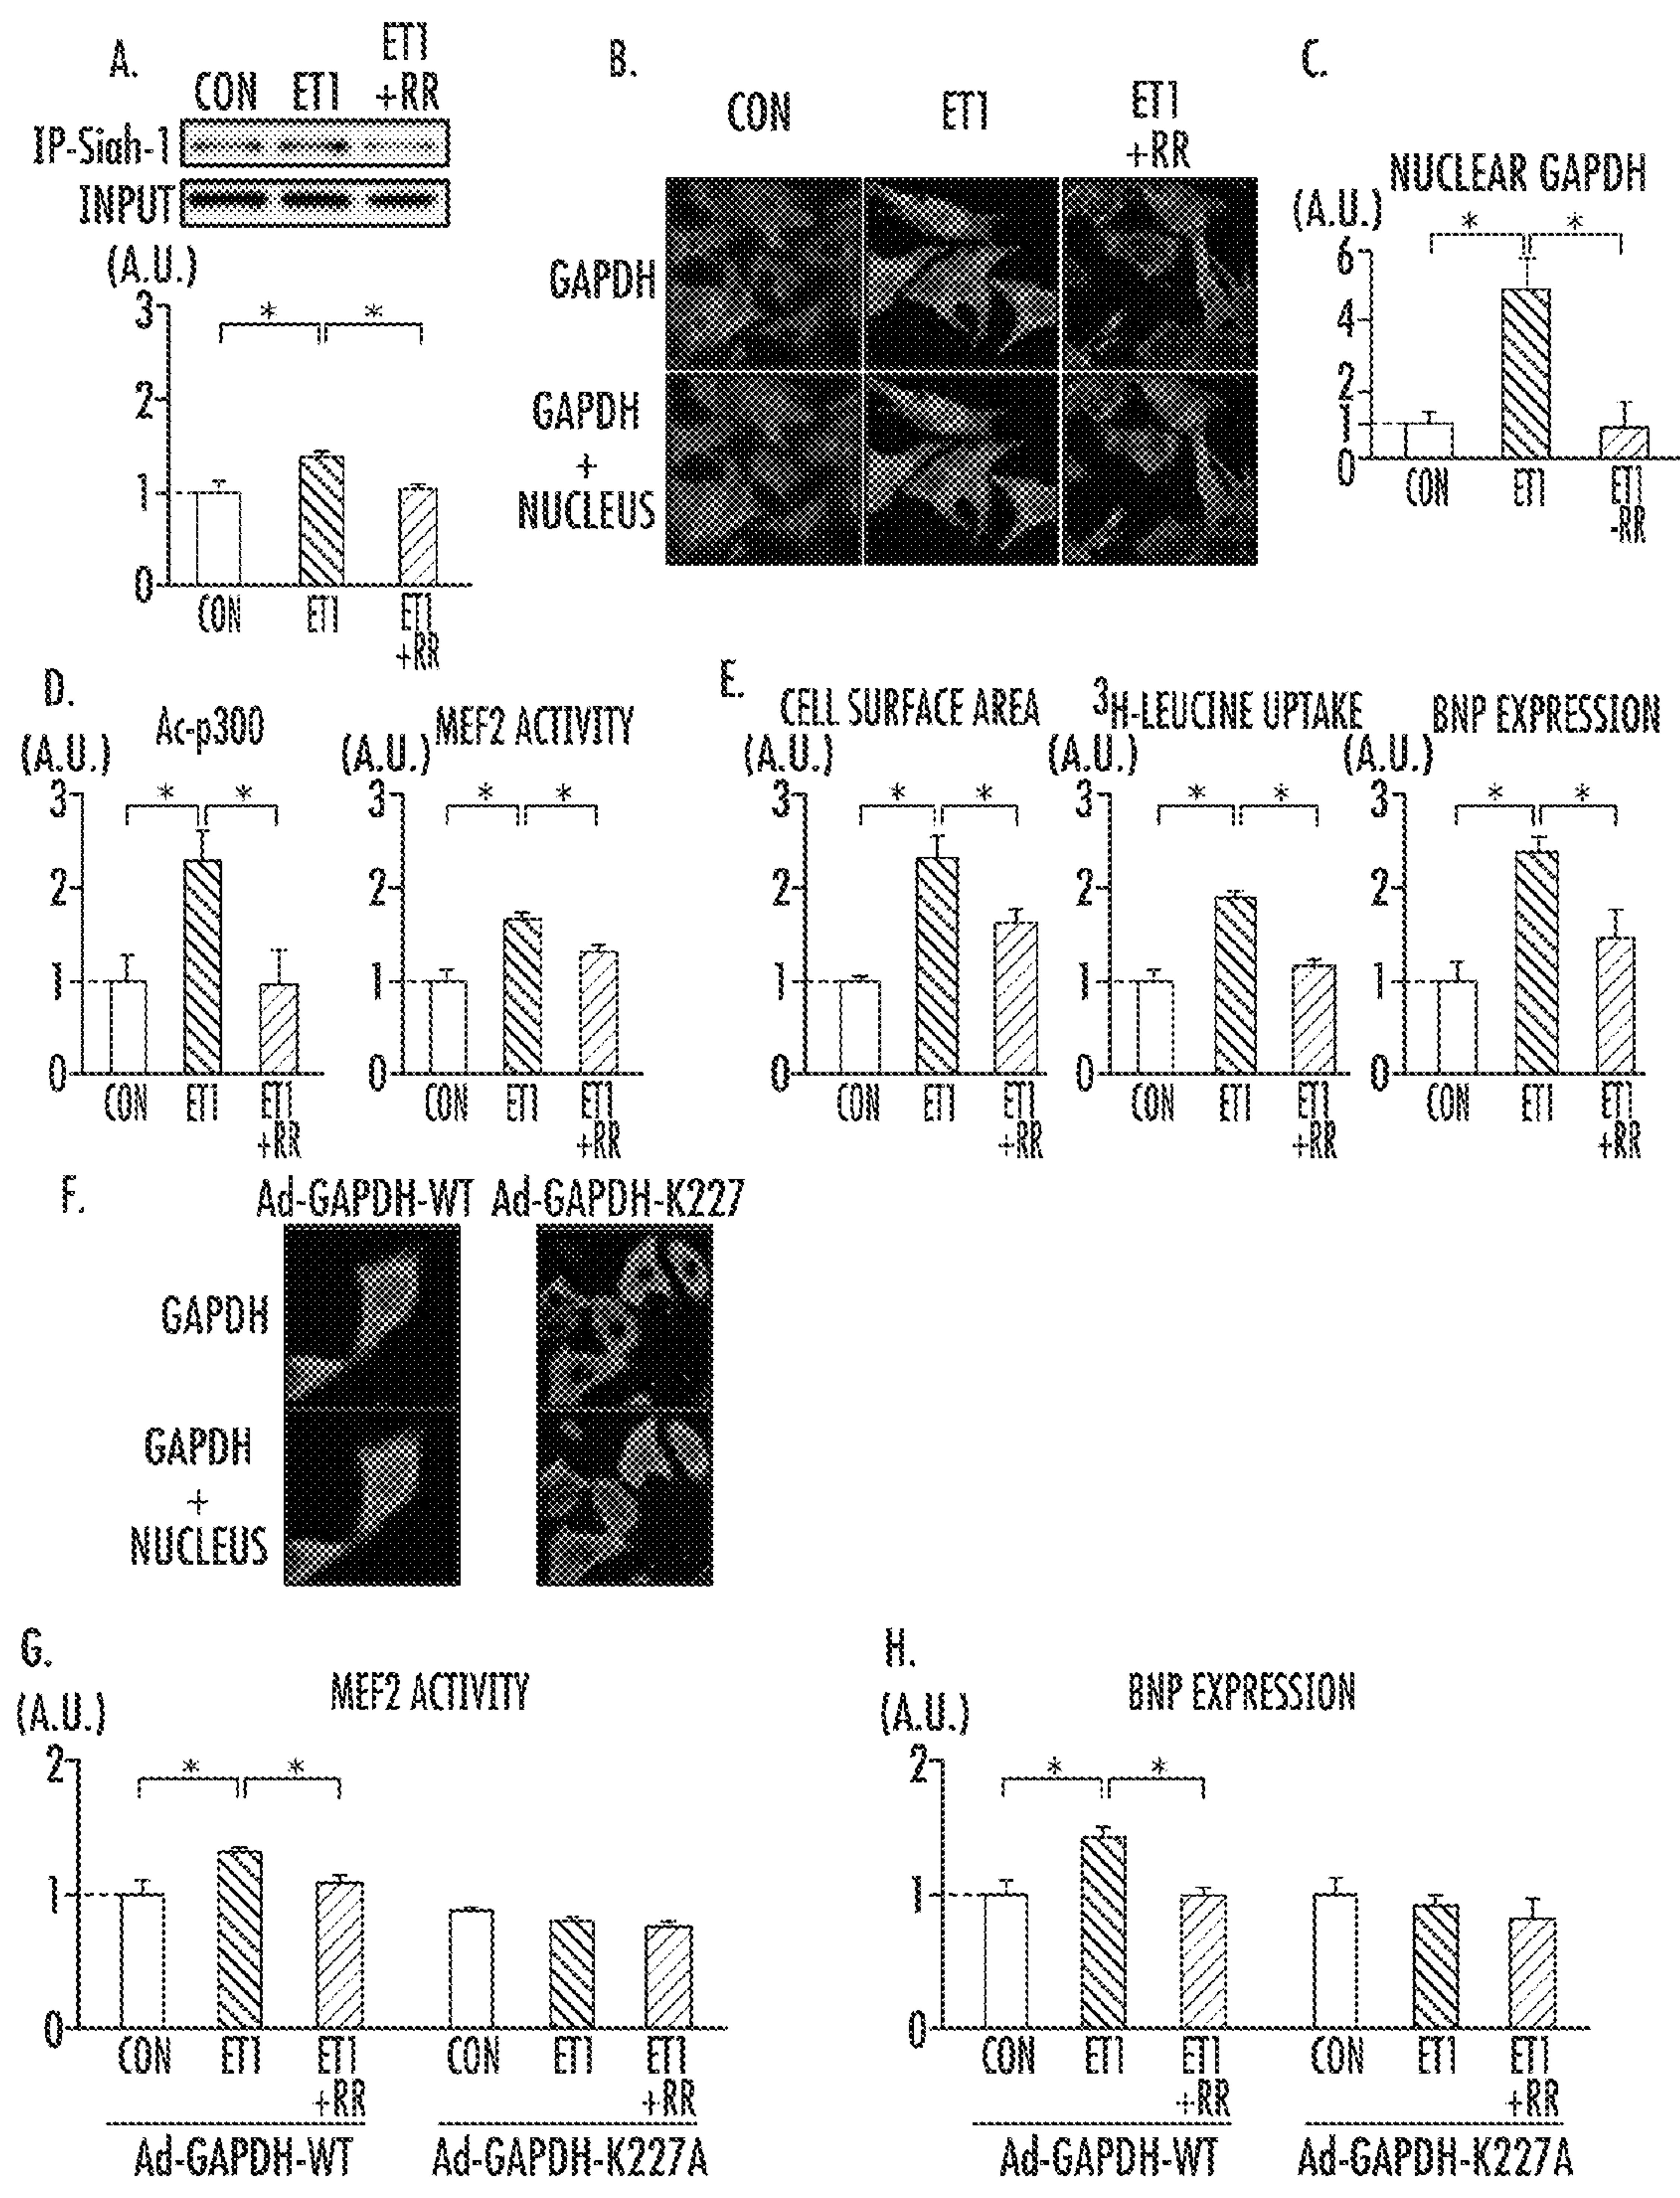 A.
CON ET1 ET1
+RR
IP-Siah-1
INPUT
(A.U.)
3
* *
2
1
0
CON ET1 ET1
+RR
B.
CON ET1 ET1
+RR
GAPDH
GAPDH
+
NUCLEUS
C.
NUCLEAR GAPDH
(A.U.)
* *
6
4
2
1
0
CON ET1 ET1
-RR
D.
Ac-p300
(A.U.)
3
* *
2
1
0
CON ET1 ET1
+RR
MEF2 ACTIVITY
(A.U.)
3
* *
2
1
0
CON ET1 ET1
+RR
E.
CELL SURFACE AREA
(A.U.)
3
* *
2
1
0
CON ET1 ET1
+RR
³H-LEUCINE UPTAKE
(A.U.)
3
* *
2
1
0
CON ET1 ET1
+RR
BNP EXPRESSION
(A.U.)
3
* *
2
1
0
CON ET1 ET1
+RR
F.
Ad-GAPDH-WT Ad-GAPDH-K227
GAPDH
GAPDH
+
NUCLEUS
G.
MEF2 ACTIVITY
(A.U.)
2
* *
1
0
CON ET1 ET1 CON ET1 ET1
+RR +RR
Ad-GAPDH-WT Ad-GAPDH-K227A
H.
BNP EXPRESSION
(A.U.)
2
* *
1
0
CON ET1 ET1 CON ET1 ET1
+RR +RR
Ad-GAPDH-WT Ad-GAPDH-K227A